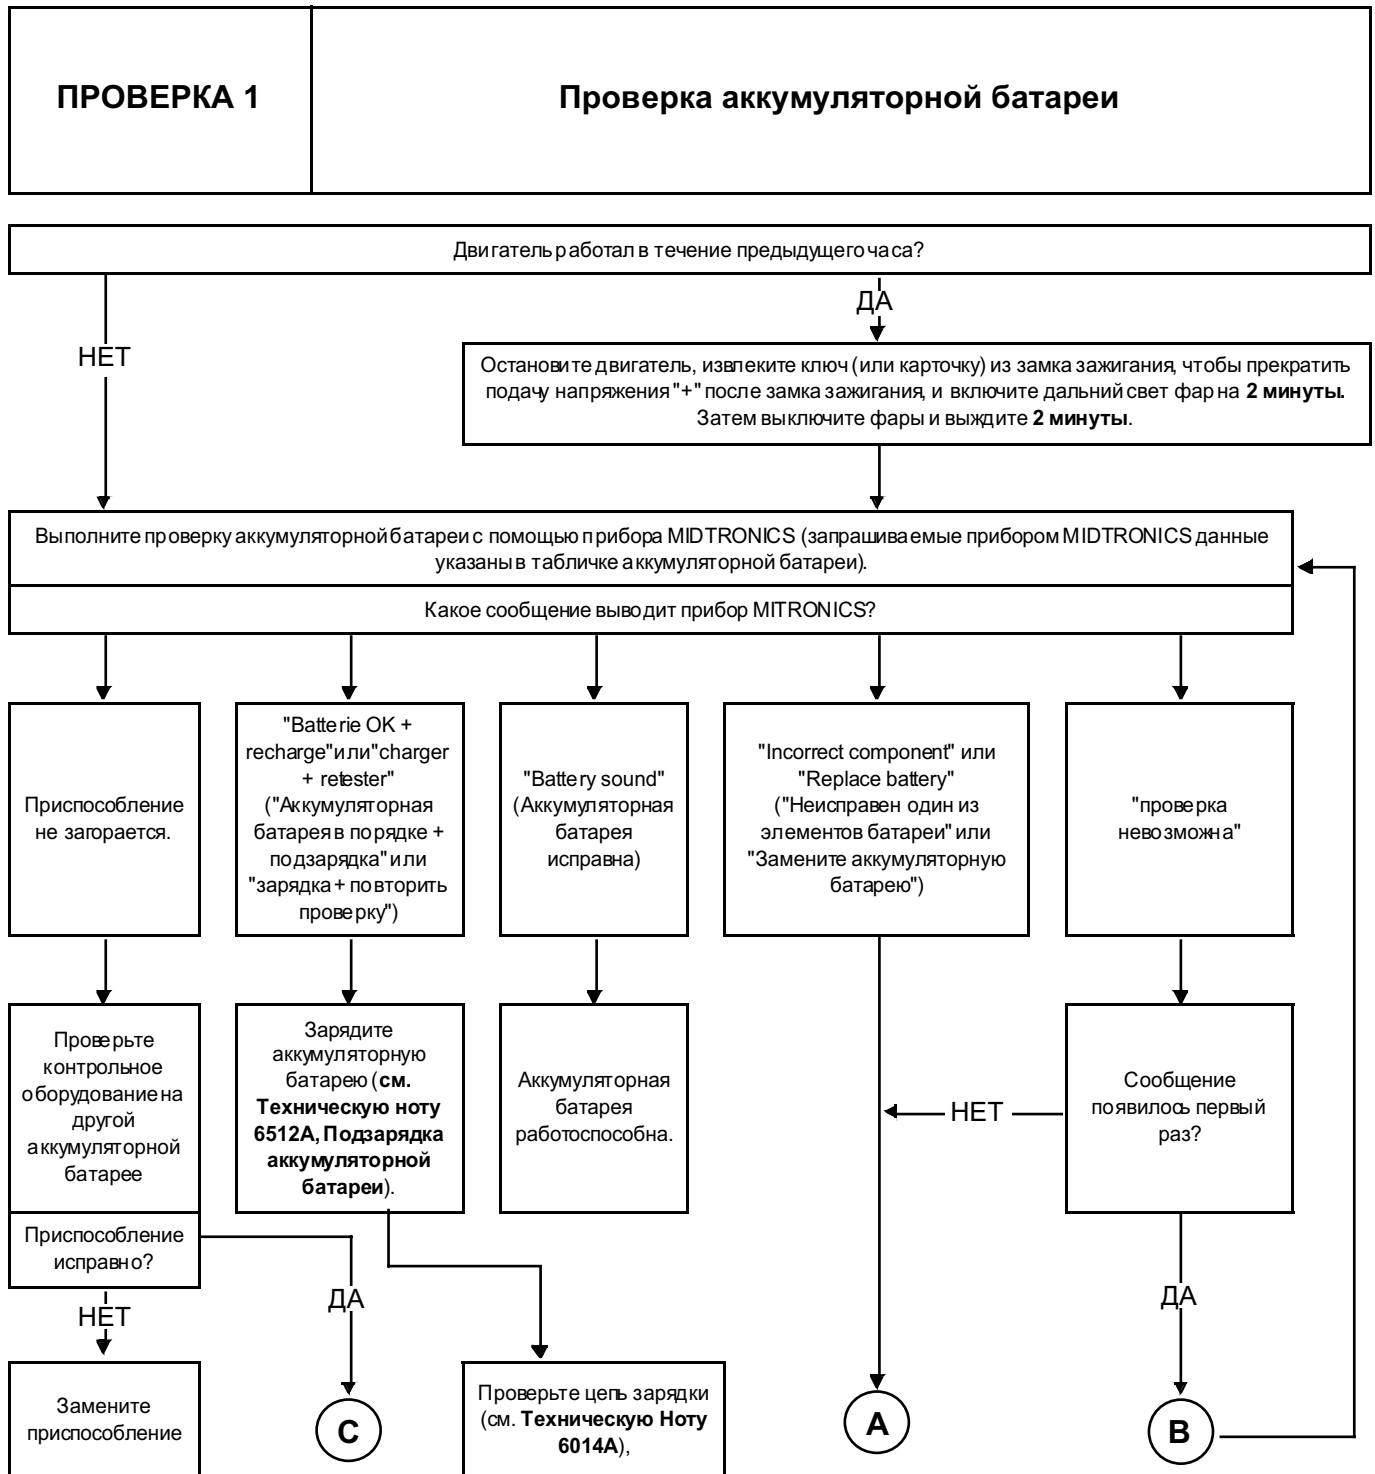 ПРОВЕРКА 1
Проверка аккумуляторной батареи
Двигатель работал в течение предыдущего часа?
НЕТ
ДА
Остановите двигатель, извлеките ключ (или карточку) из замка зажигания, чтобы прекратить
подачу напряжения "+" после замка зажигания, и включите дальний свет фар на 2 минуты.
Затем выключите фары и выждите 2 минуты.
Выполните проверку аккумуляторной батареи с помощью прибора MIDTRONICS (запрашиваемые прибором MIDTRONICS данные
указаны в табличке аккумуляторной батареи).
Какое сообщение выводит прибор MITRONICS?
Приспособление
не загорается.
"Batterie OK +
recharge" или "charger
+ retester"
("Аккумуляторная
батарея в порядке +
подзарядка" или
"зарядка + повторить
проверку")
"Battery sound"
(Аккумуляторная
батарея
исправна)
"Incorrect component" или
"Replace battery"
("Неисправен один из
элементов батареи" или
"Замените аккумуляторную
батарею")
"проверка
невозможна"
Проверьте
контрольное
оборудование на
другой
аккумуляторной
батарее
Приспособление
исправно?
Зарядите
аккумуляторную
батарею (см.
Техническую ноту
6512А, Подзарядка
аккумуляторной
батареи).
Аккумуляторная
батарея
работоспособна.
НЕТ
Сообщение
появилось первый
раз?
НЕТ
ДА
ДА
Замените
приспособление
C
Проверьте цепь зарядки
(см. Техническую Ноту
6014А),
A
B